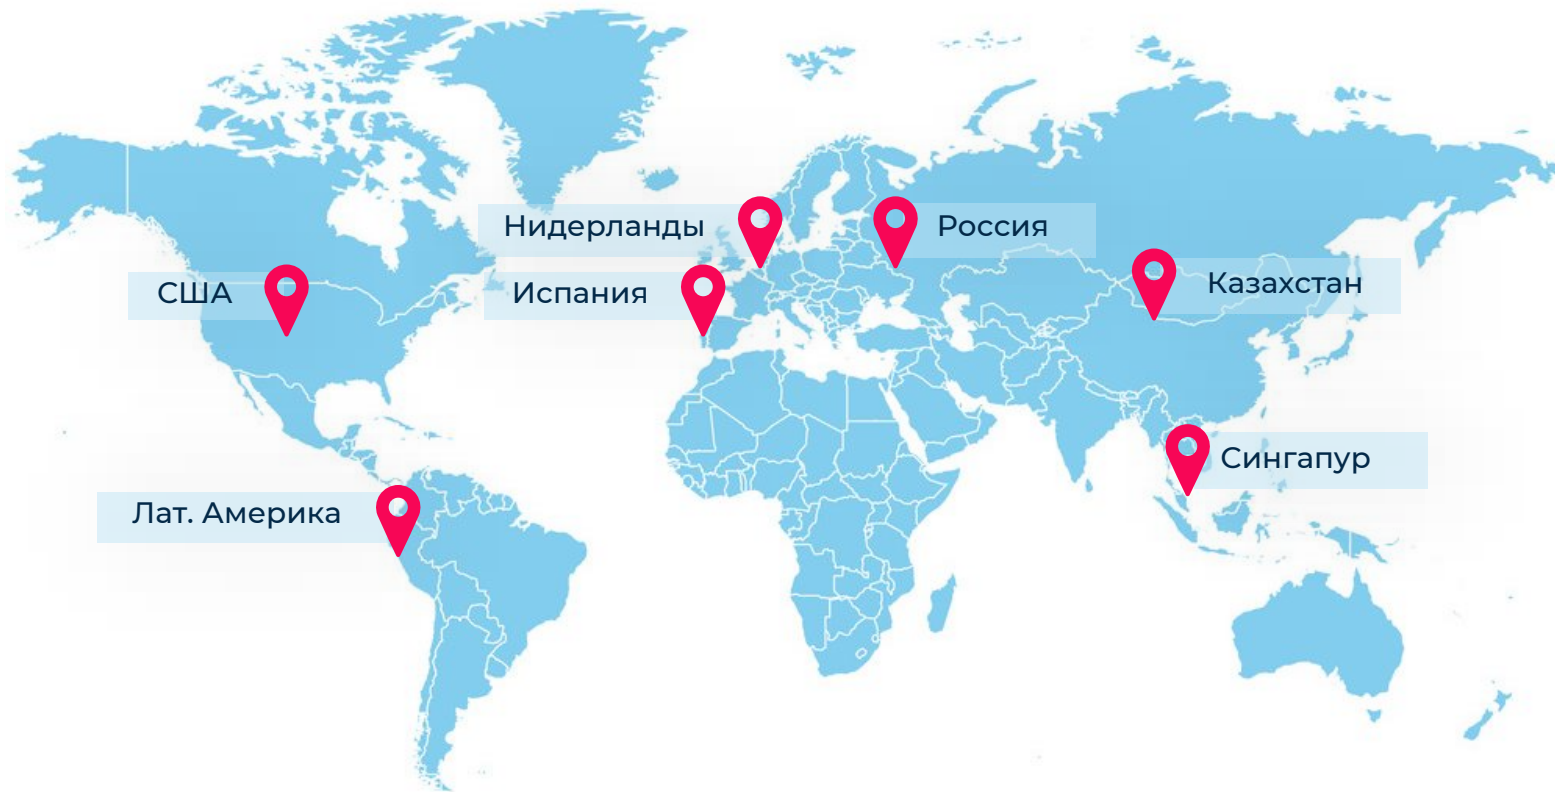 Нидерланды
Россия
США
Испания
Казахстан
Сингапур
Лат. Америка